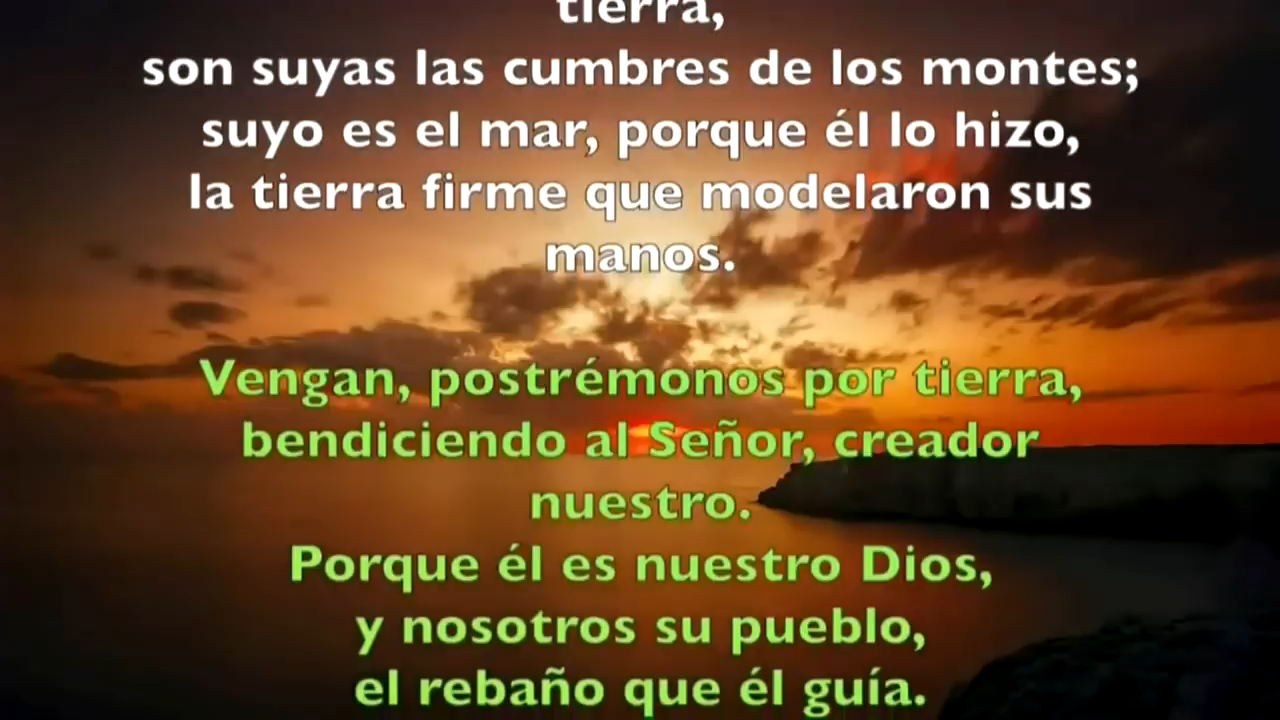 tierra,
son suyas las cumbres de los montes;
suyo es el mar, porque él lo hizo,
la tierra firme que modelaron sus
manos.
Vengan, postrémonos por tierra,
bendiciendo al Señor, creador
nuestro.
Porque él es nuestro Dios,
y nosotros su pueblo,
el rebaño que él guía.